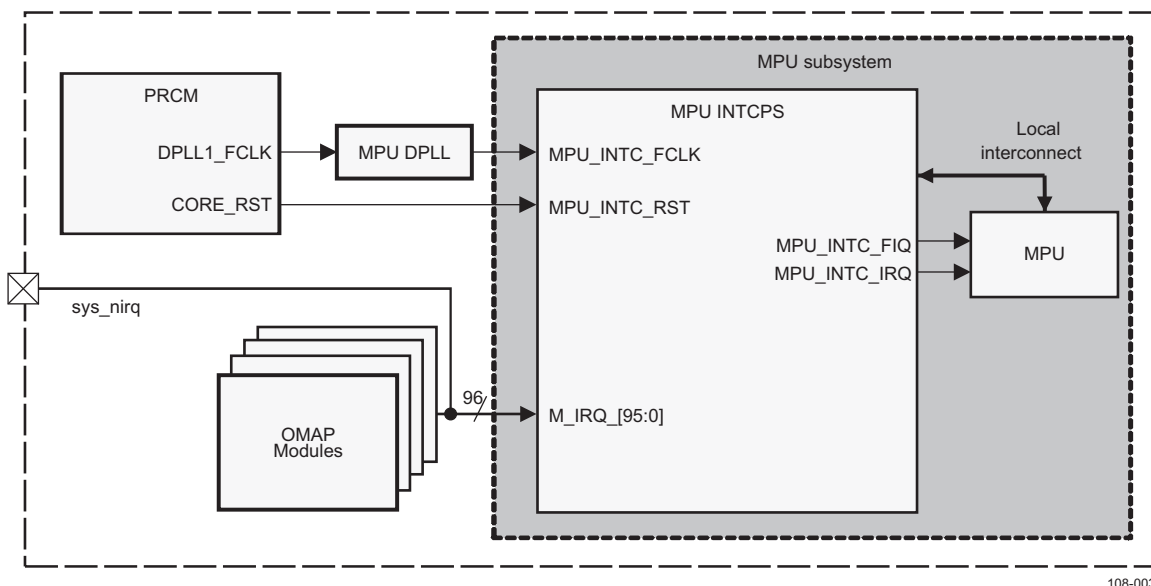 MPU subsystem
PRCM
MPU INTCPS
Local
interconnect
DPLL1_FCLK
MPU DPLL
MPU_INTC_FCLK
CORE_RST
MPU_INTC_RST
MPU_INTC_FIQ
MPU
MPU_INTC_IRQ
sys_nirq
96
M_IRQ_[95:0]
OMAP
Modules